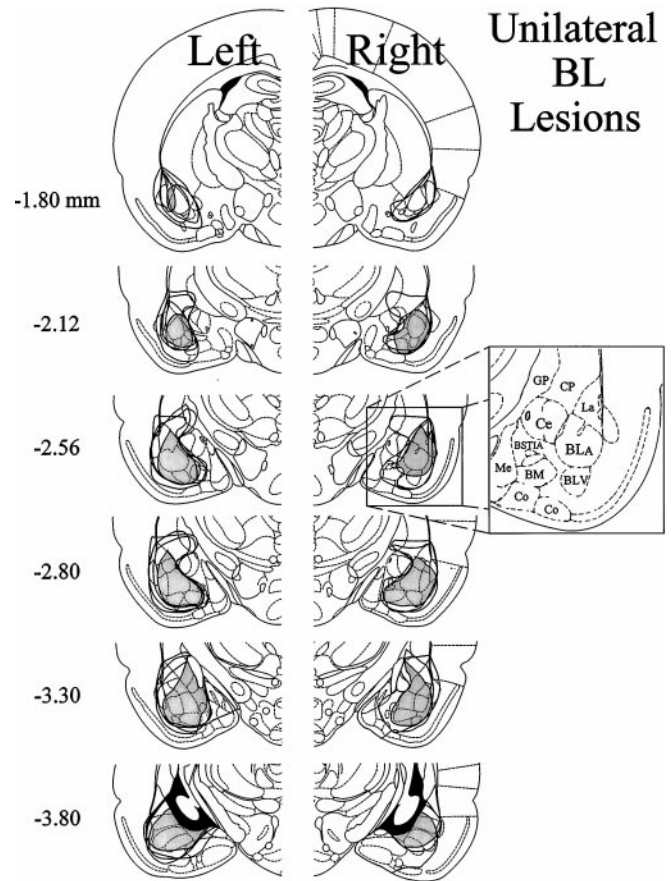 Left
Right
Unilateral
BL
Lesions
-1.80 mm
-2.12
-2.56
-2.80
-3.30
-3.80
GP
CP
La
Ce
BSTIA
BLA
Me
BM
BLV
Co
Co